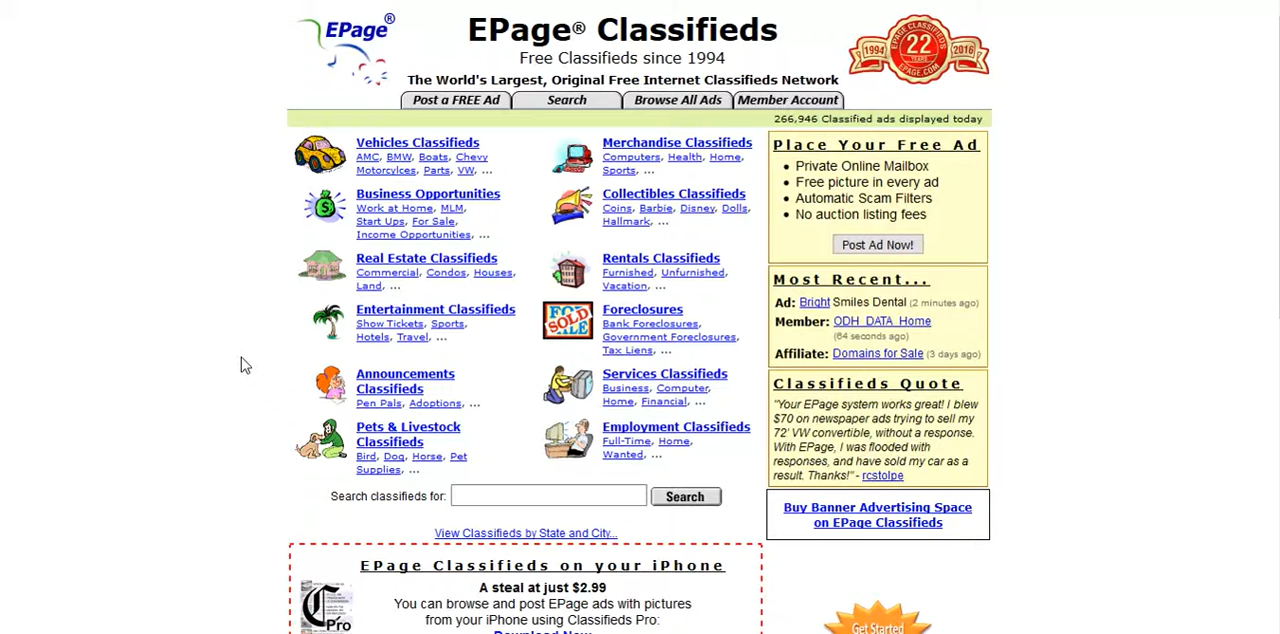 EPage®
EPage® Classifieds
Free Classifieds since 1994
The World's Largest, Original Free Internet Classifieds Network
Post a FREE Ad Search Browse All Ads Member Account
1994 22 YEARS 2016
EPAGE CLASSIFIEDS
EPAGE.COM
266,946 Classified ads displayed today
Vehicles Classifieds
AMC, BMW, Boats, Chevy
Motorcylces, Parts, VW, ...
Business Opportunities
Work at Home, MLM,
Start Ups, For Sale,
Income Opportunities, ...
Real Estate Classifieds
Commercial, Condos, Houses,
Land, ...
Entertainment Classifieds
Show Tickets, Sports,
Hotels, Travel, ...
Announcements
Classifieds
Pen Pals, Adoptions, ...
Pets & Livestock
Classifieds
Bird, Dog, Horse, Pet
Supplies, ...
Merchandise Classifieds
Computers, Health, Home,
Sports, ...
Collectibles Classifieds
Coins, Barbie, Disney, Dolls,
Hallmark, ...
Rentals Classifieds
Furnished, Unfurnished,
Vacation, ...
FOR SALE
SOLD
Foreclosures
Bank Foreclosures,
Government Foreclosures,
Tax Liens, ...
Services Classifieds
Business, Computer,
Home, Financial, ...
Employment Classifieds
Full-Time, Home,
Wanted, ...
Search classifieds for: Search
View Classifieds by State and City...
EPage Classifieds on your iPhone
A steal at just $2.99
You can browse and post EPage ads with pictures
from your iPhone using Classifieds Pro:
Download Now
C Pro
Place Your Free Ad
• Private Online Mailbox
• Free picture in every ad
• Automatic Scam Filters
• No auction listing fees
Post Ad Now!
Most Recent...
Ad: Bright Smiles Dental (2 minutes ago)
Member: ODH_DATA_Home
(64 seconds ago)
Affiliate: Domains for Sale (3 days ago)
Classifieds Quote
"Your EPage system works great! I blew
$70 on newspaper ads trying to sell my
72' VW convertible, without a response.
With EPage, I was flooded with
responses, and have sold my car as a
result. Thanks!" - rcstolpe
Buy Banner Advertising Space
on EPage Classifieds
Get Started